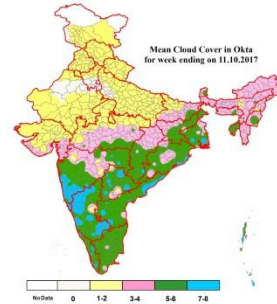 Mean Cloud Cover in Okta
for week ending on 11.10.2017
No Data 0 1-2 3-4 5-6 7-8